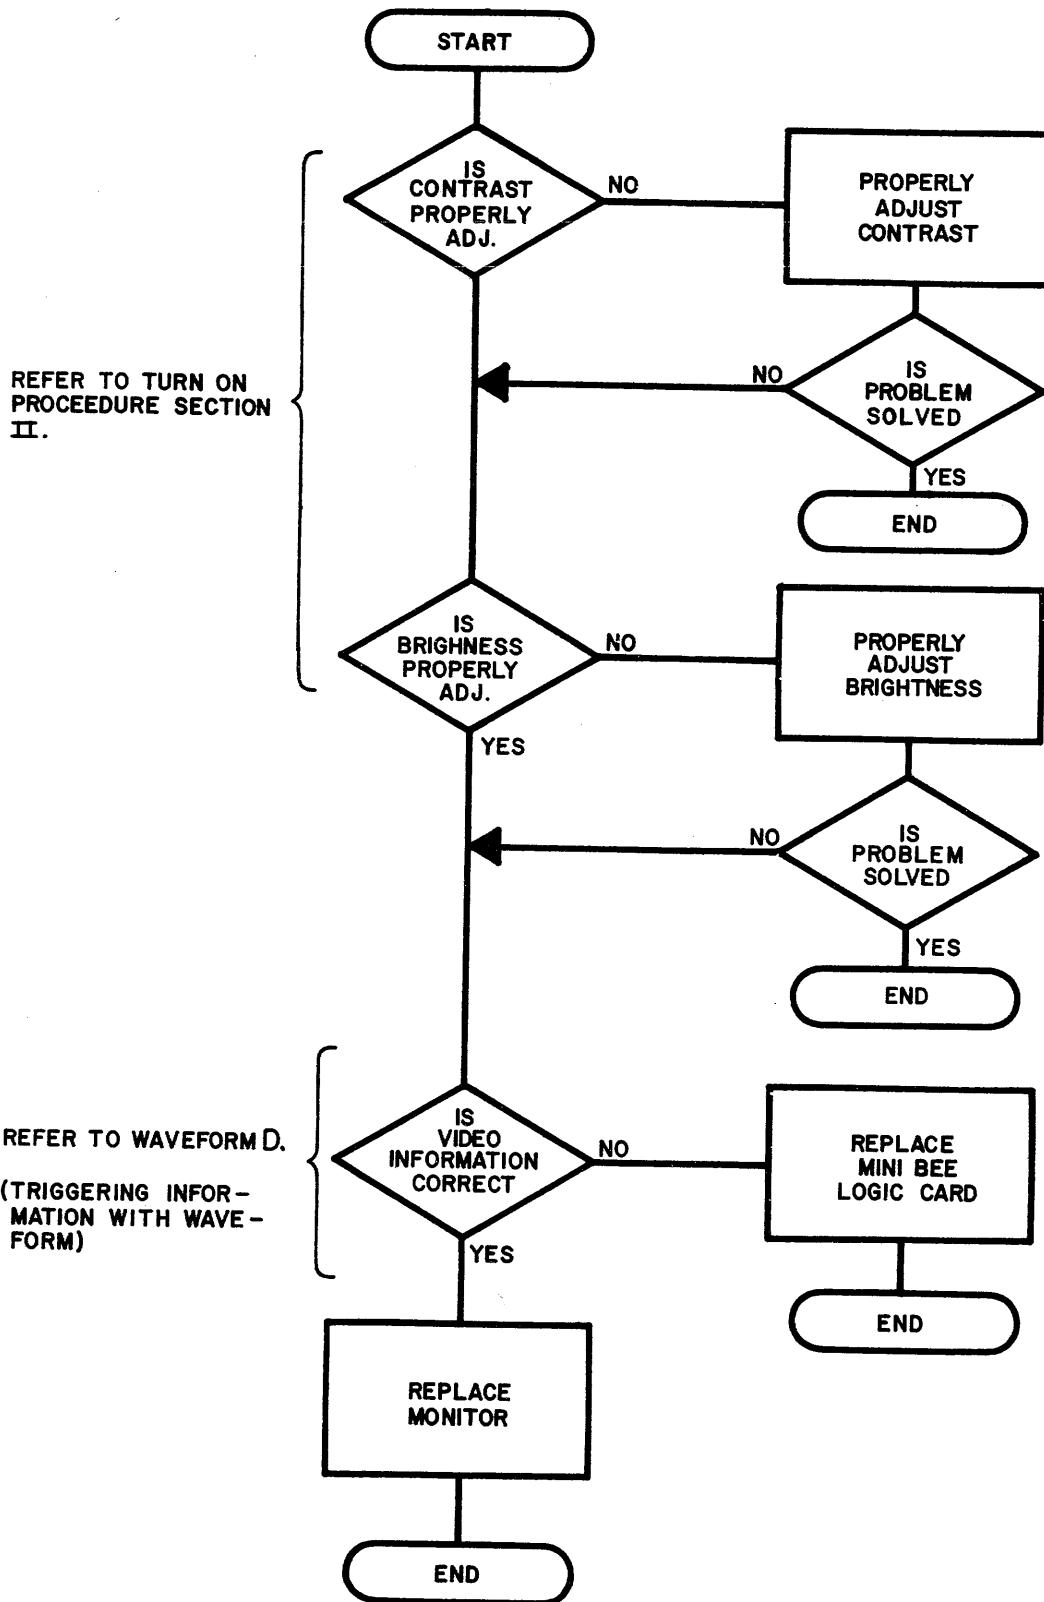 START
IS
CONTRAST
PROPERLY
ADJ.
NO
PROPERLY
ADJUST
CONTRAST
REFER TO TURN ON
PROCEEDURE SECTION
II.
NO
IS
PROBLEM
SOLVED
YES
END
IS
BRIGHNESS
PROPERLY
ADJ.
NO
PROPERLY
ADJUST
BRIGHTNESS
YES
NO
IS
PROBLEM
SOLVED
YES
END
REFER TO WAVEFORM D.
(TRIGGERING INFOR-
MATION WITH WAVE-
FORM)
IS
VIDEO
INFORMATION
CORRECT
NO
REPLACE
MINI BEE
LOGIC CARD
YES
END
REPLACE
MONITOR
END